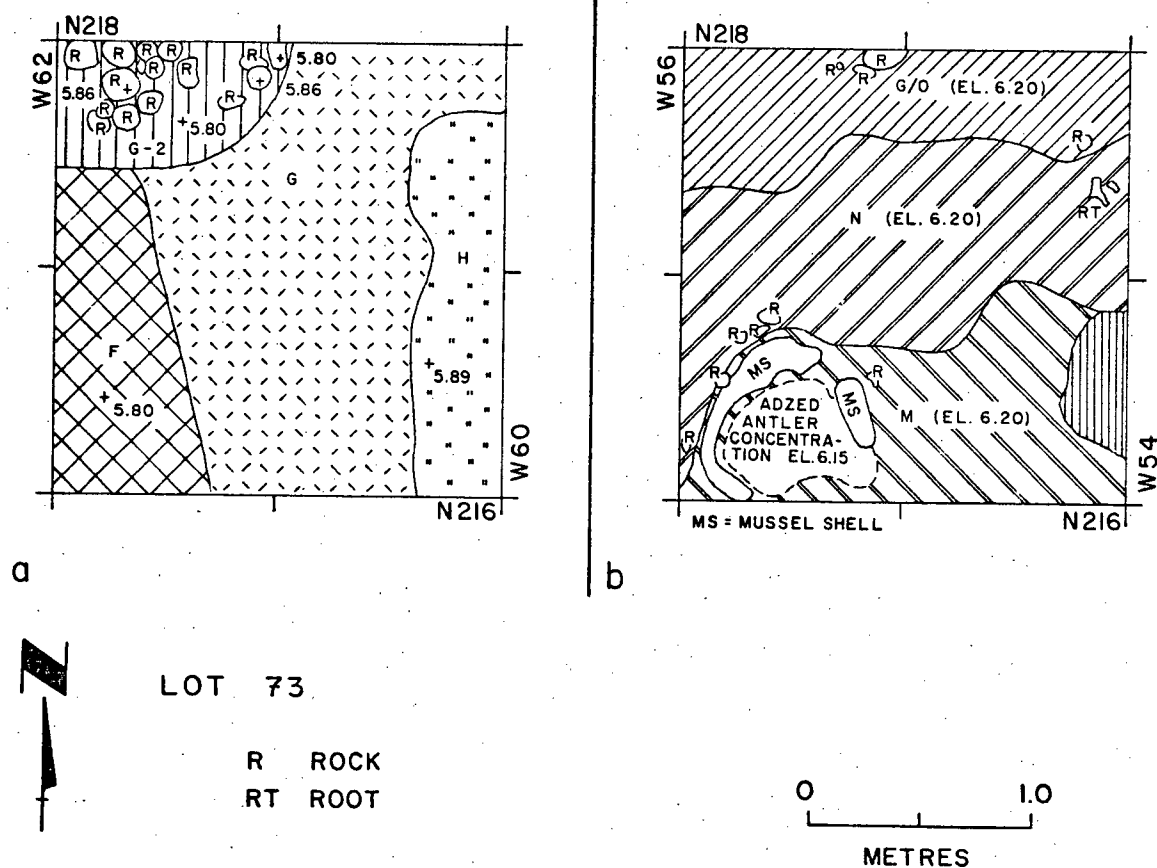 N218
W62
R R R R
R R R R
+ +
5.86
5.80
5.86
R R R R
R
+5.80
G-2
G
H
F
+5.80
+5.89
W60
N216
a
N218
W56
R R
R
G/O (EL. 6.20)
R
RT
N (EL. 6.20)
R
R R
R
MS
R
MS
R
ADZED
ANTLER
CONCENTRA-
TION EL.6.15
M (EL. 6.20)
W54
MS = MUSSEL SHELL
N216
b
N
LOT 73
R ROCK
RT ROOT
0 1.0
METRES